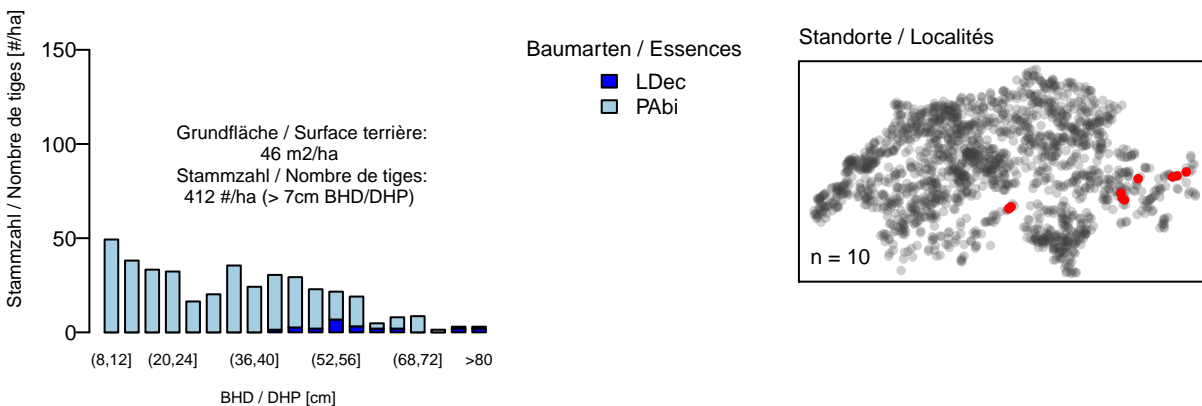 Stammzahl / Nombre de tiges [#/ha]
150
100
50
0
Grundfläche / Surface terrière:
46 m2/ha
Stammzahl / Nombre de tiges:
412 #/ha (> 7cm BHD/DHP)
(8,12]
(20,24]
(36,40]
(52,56]
(68,72]
>80
BHD / DHP [cm]
Baumarten / Essences
LDec
PAbi
Standorte / Localités
n = 10